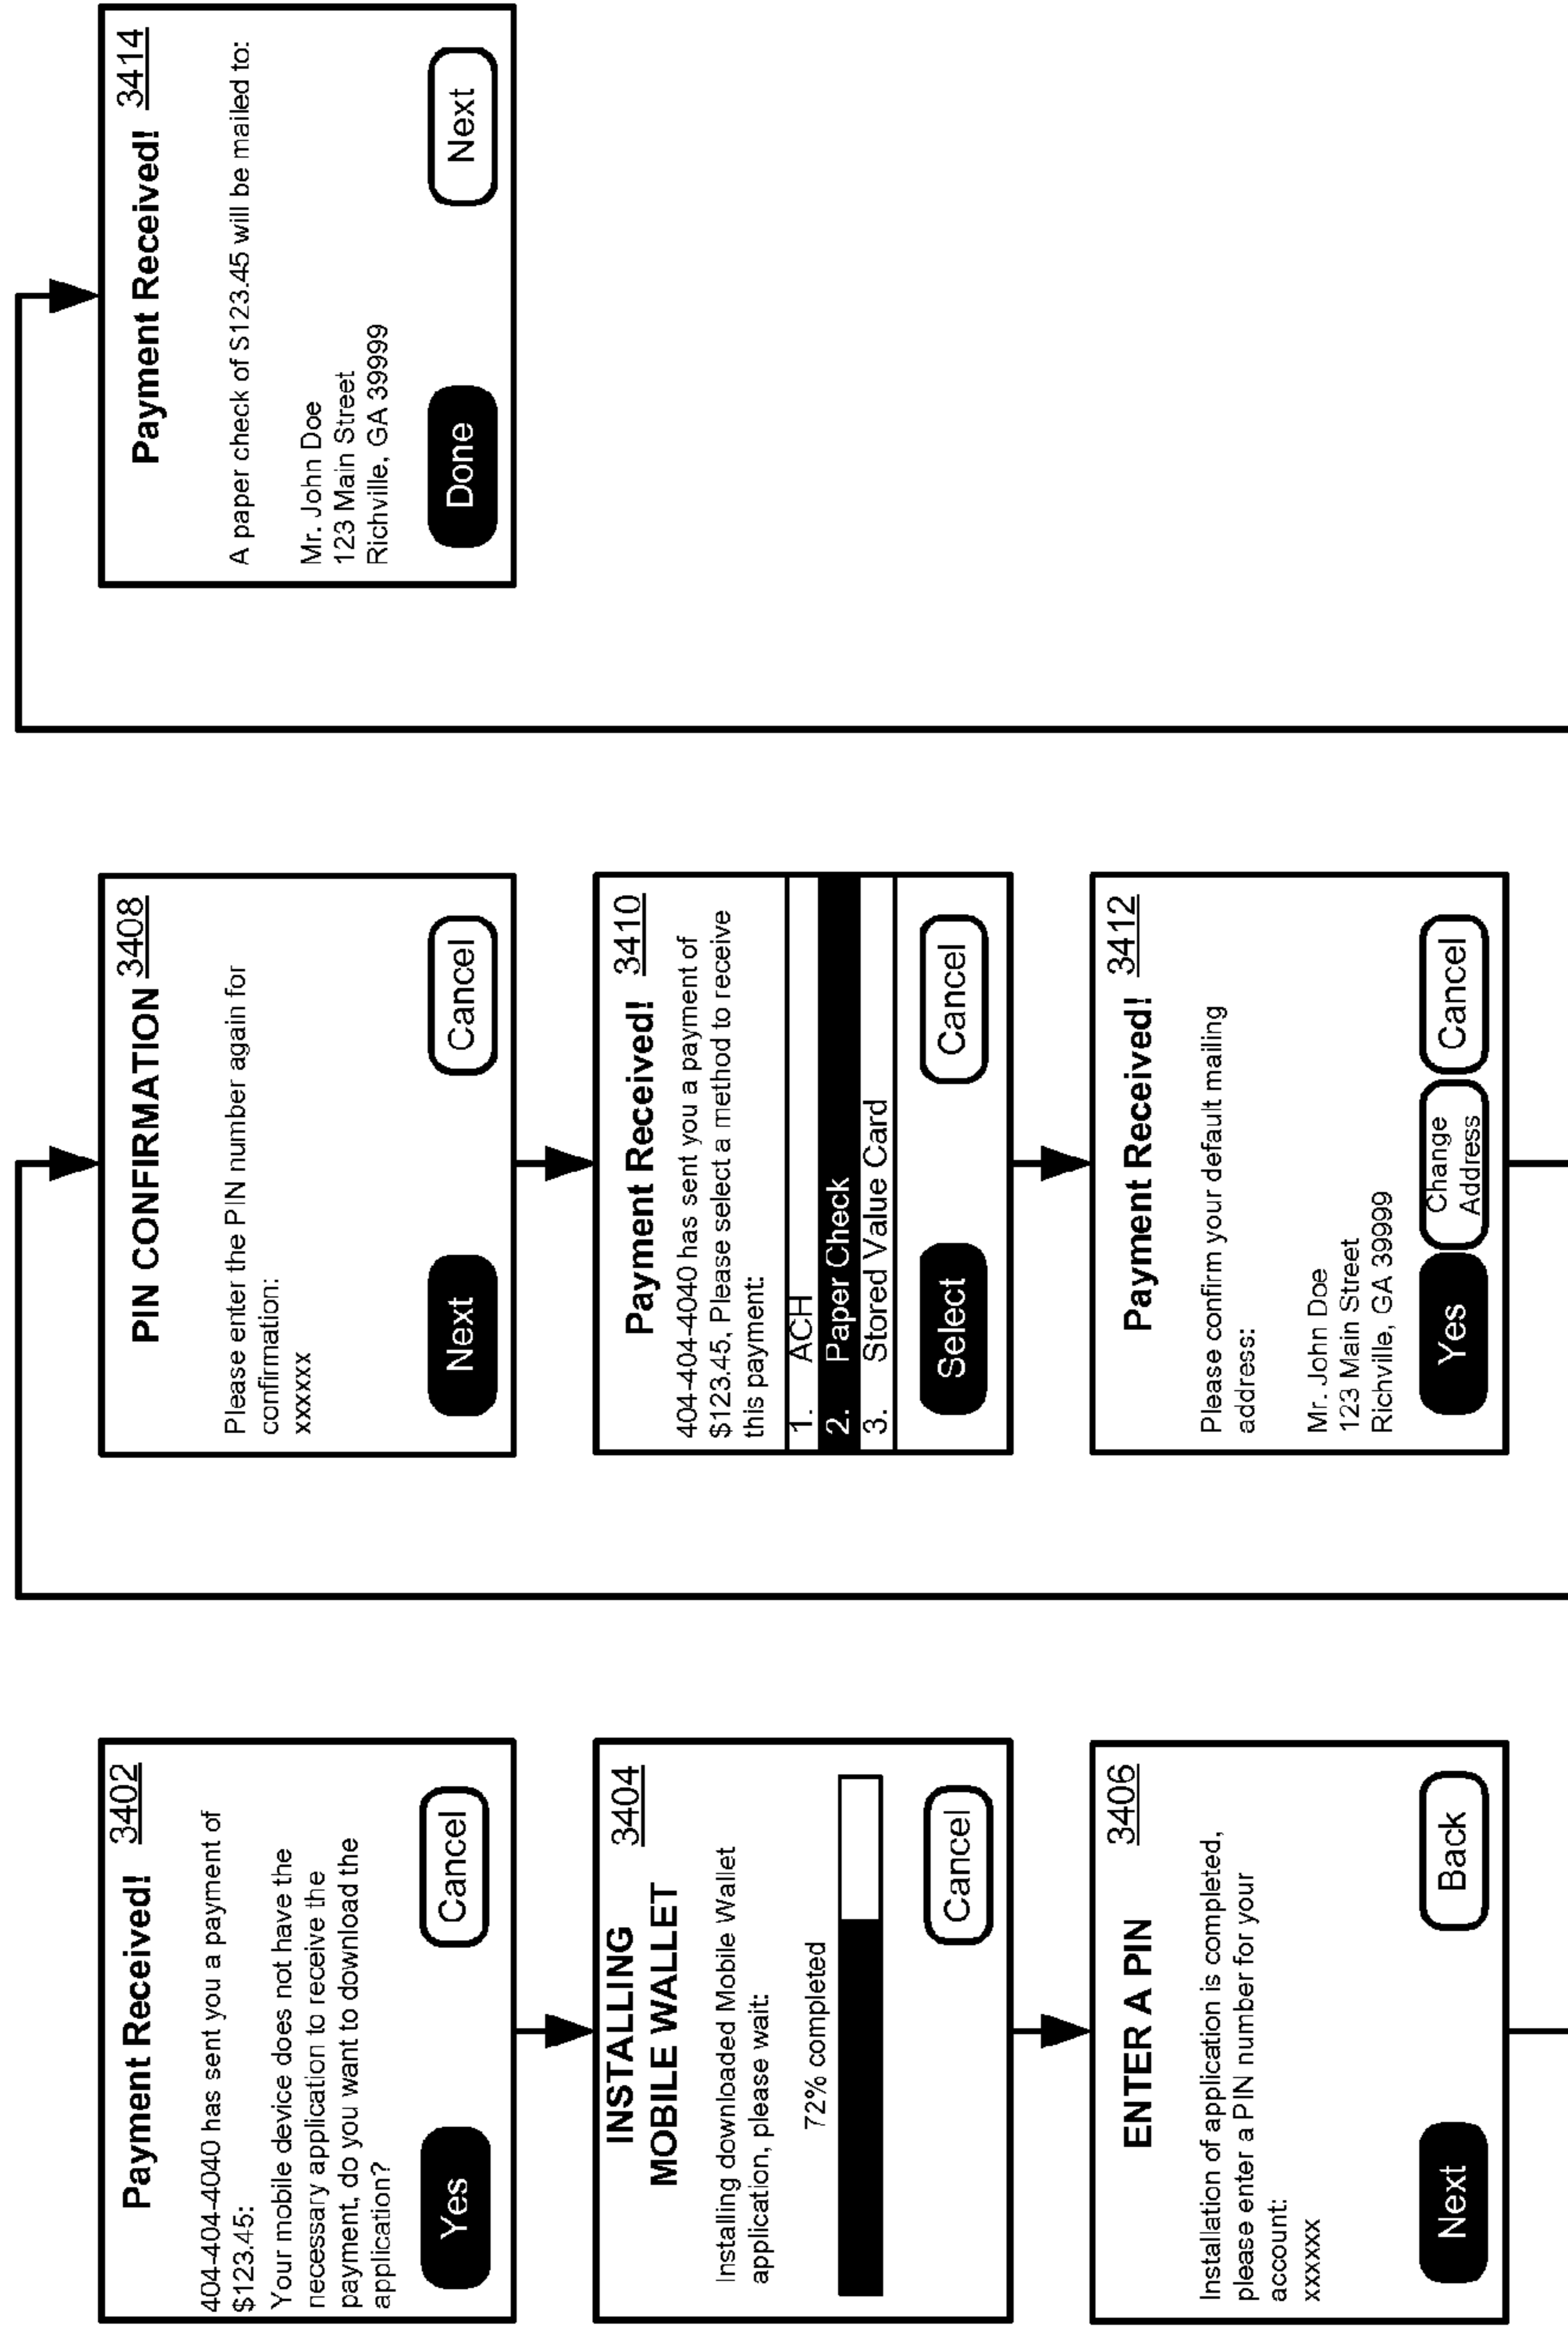 Payment Received! 3402
404-404-4040 has sent you a payment of
$123.45:
Your mobile device does not have the
necessary application to receive the
payment, do you want to download the
application?
Yes
Cancel
INSTALLING 3404
MOBILE WALLET
Installing downloaded Mobile Wallet
application, please wait:
72% completed
Cancel
ENTER A PIN 3406
Installation of application is completed,
please enter a PIN number for your
account:
xxxxxx
Next
Back
PIN CONFIRMATION 3408
Please enter the PIN number again for
confirmation:
xxxxxx
Next
Cancel
Payment Received! 3410
404-404-4040 has sent you a payment of
$123.45, Please select a method to receive
this payment:
1. ACH
2. Paper Check
3. Stored Value Card
Select
Cancel
Payment Received! 3412
Please confirm your default mailing
address:
Mr. John Doe
123 Main Street
Richville, GA 39999
Yes
Change
Address
Cancel
Payment Received! 3414
A paper check of S123.45 will be mailed to:
Mr. John Doe
123 Main Street
Richville, GA 39999
Done
Next